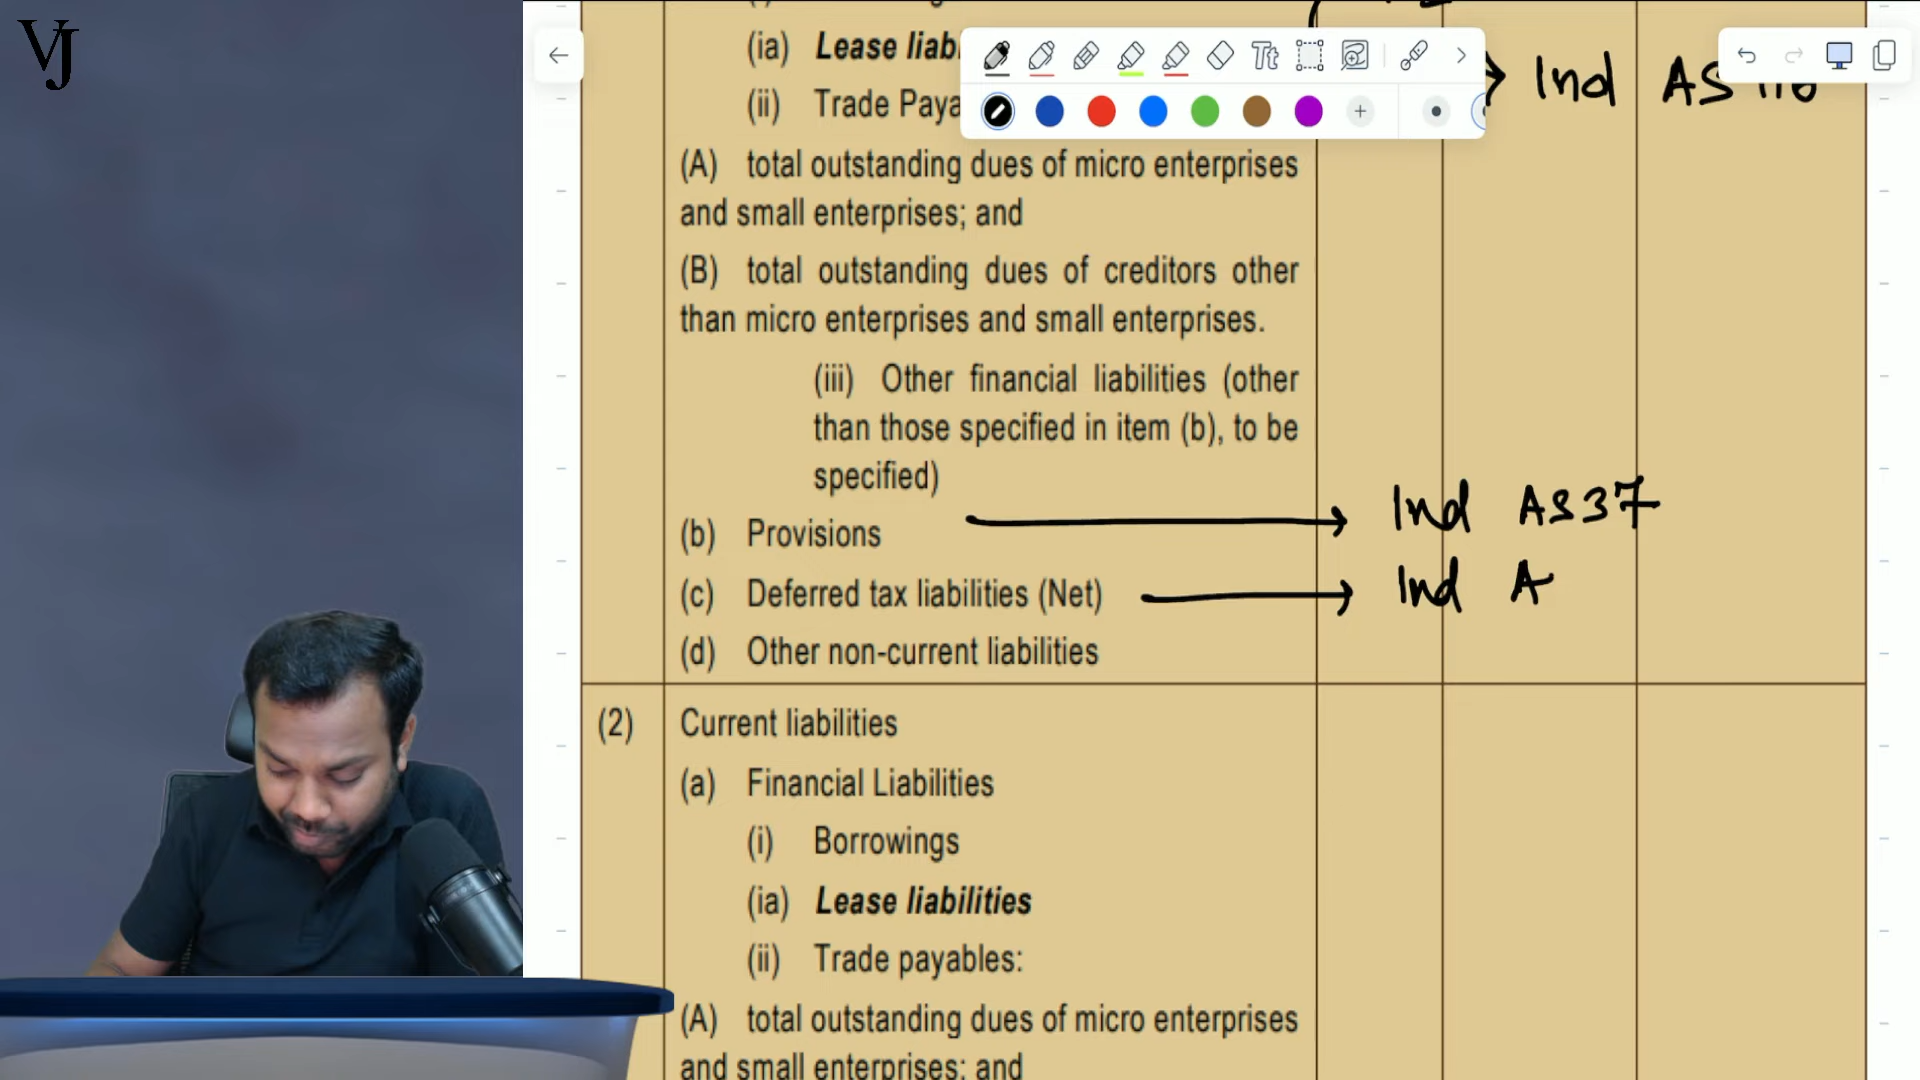 VJ
(ia) Lease liab
Ind AS 116
(ii) Trade Paya
(A) total outstanding dues of micro enterprises
and small enterprises; and
(B) total outstanding dues of creditors other
than micro enterprises and small enterprises.
(iii) Other financial liabilities (other
than those specified in item (b), to be
specified)
(b) Provisions → Ind AS 37
(c) Deferred tax liabilities (Net) → Ind A
(d) Other non-current liabilities
(2) Current liabilities
(a) Financial Liabilities
(i) Borrowings
(ia) Lease liabilities
(ii) Trade payables:
(A) total outstanding dues of micro enterprises
and small enterprises; and